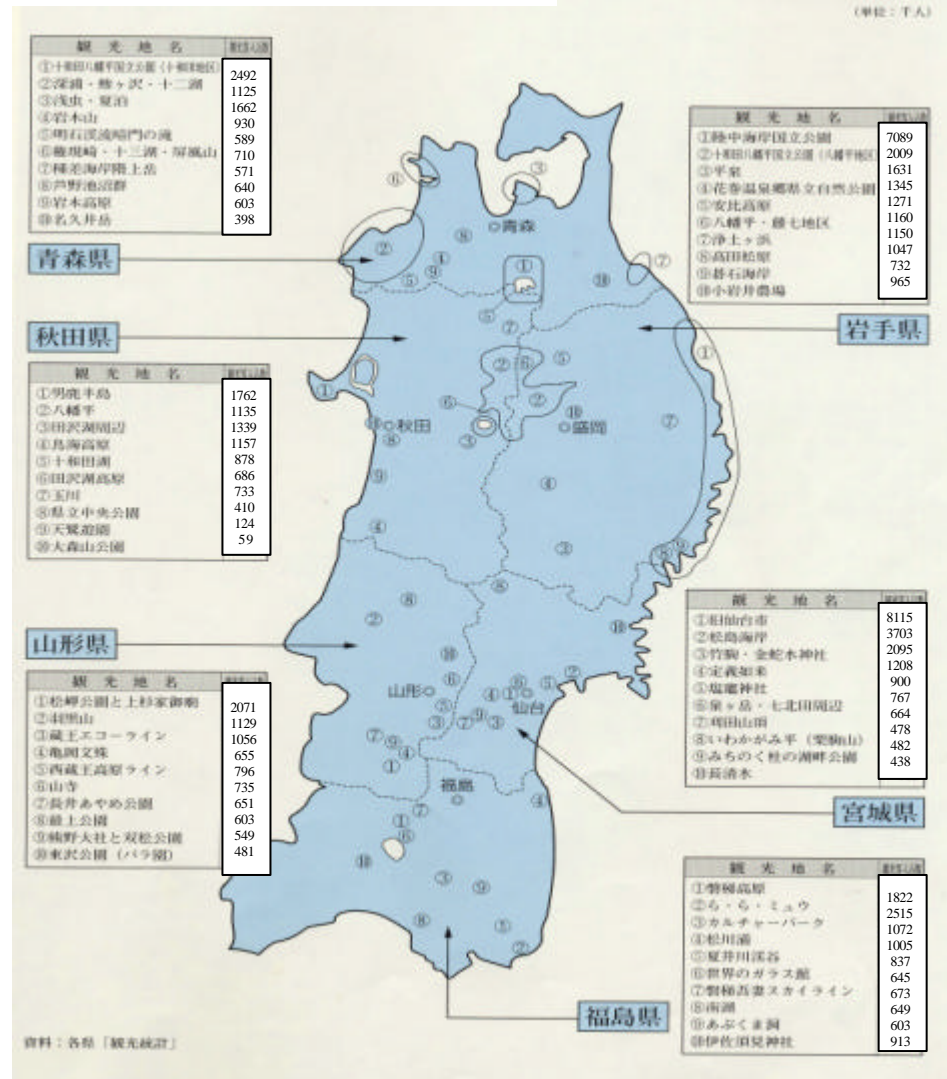 (単位：千人)
観光地名
①十和田八幡平国立公園（十和田地区） 2492
②深浦・鰺ヶ沢・十二湖 1125
③浅虫・夏泊 1662
④岩木山 930
⑤明石渓流暗門の滝 589
⑥権現崎・十三湖・屏風山 710
⑦種差海岸階上岳 571
⑧芦野池沼群 640
⑨岩木高原 603
⑩名久井岳 398
青森県
観光地名
①陸中海岸国立公園 7089
②十和田八幡平国立公園（八幡平地区） 2009
③平泉 1631
④花巻温泉郷県立自然公園 1345
⑤安比高原 1271
⑥八幡平・藤七地区 1160
⑦浄土ヶ浜 1150
⑧高田松原 1047
⑨碁石海岸 732
⑩小岩井農場 965
岩手県
秋田県
観光地名
①男鹿半島 1762
②八幡平 1135
③田沢湖周辺 1339
④鳥海高原 1157
⑤十和田湖 878
⑥田沢湖高原 686
⑦玉川 733
⑧県立中央公園 410
⑨天鷺遊園 124
⑩大森山公園 59
山形県
観光地名
①松岬公園と上杉家御廟 2071
②羽黒山 1129
③蔵王エコーライン 1056
④亀岡文殊 655
⑤西蔵王高原ライン 796
⑥山寺 735
⑦長井あやめ公園 651
⑧最上公園 603
⑨熊野大社と双松公園 549
⑩東沢公園（バラ園） 481
観光地名
①旧仙台市 8115
②松島海岸 3703
③竹駒・金蛇水神社 2095
④定義如来 1208
⑤塩竈神社 900
⑥泉ヶ岳・七北田周辺 767
⑦刈田山頂 664
⑧いわかがみ平（栗駒山） 478
⑨みちのく杜の湖畔公園 482
⑩長清水 438
宮城県
観光地名
①磐梯高原 1822
②ら・ら・ミュウ 2515
③カルチャーパーク 1072
④松川浦 1005
⑤夏井川渓谷 837
⑥世界のガラス館 645
⑦磐梯吾妻スカイライン 673
⑧南湖 649
⑨あぶくま洞 603
⑩伊佐須美神社 913
福島県
青森
秋田
盛岡
山形
仙台
福島
資料：各県「観光統計」